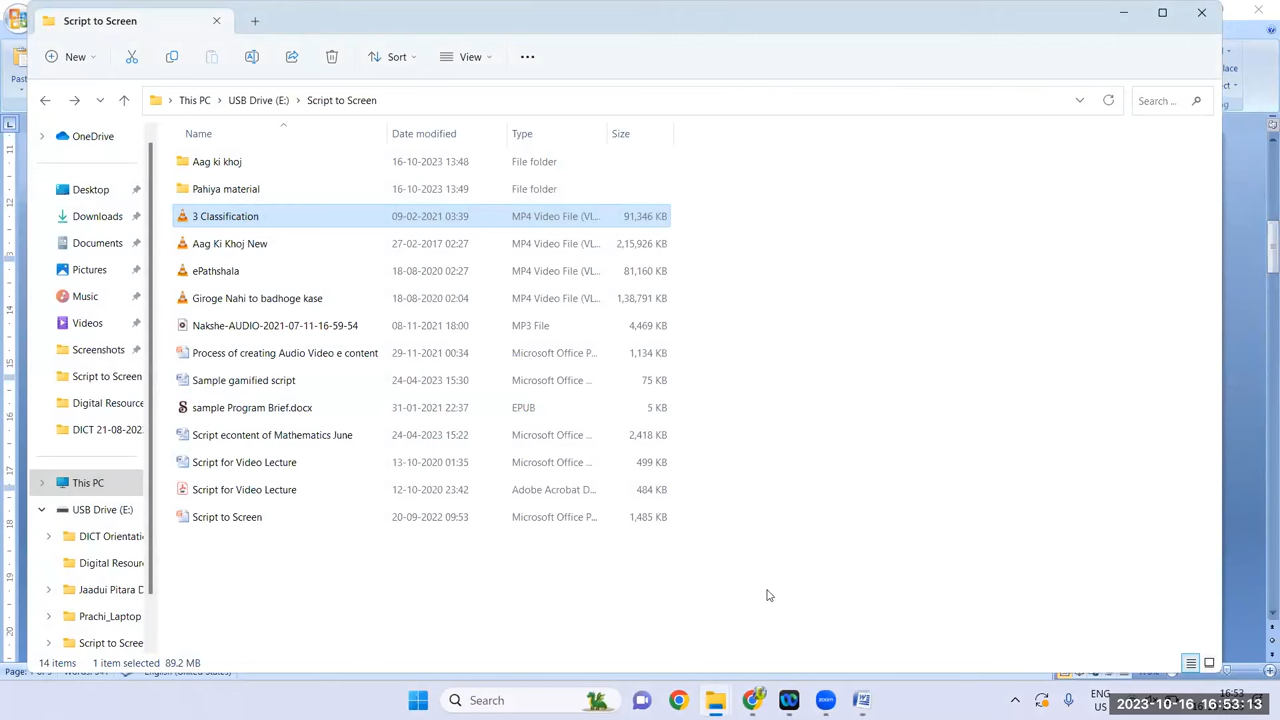 Script to Screen
New
Sort
View
This PC > USB Drive (E:) > Script to Screen
Search ...
Name Date modified Type Size
OneDrive
Desktop
Downloads
Documents
Pictures
Music
Videos
Screenshots
Script to Screen
Digital Resourc
DICT 21-08-202
This PC
USB Drive (E:)
DICT Orientati
Digital Resour
Jaadui Pitara D
Prachi_Laptop
Script to Scree
Aag ki khoj 16-10-2023 13:48 File folder
Pahiya material 16-10-2023 13:49 File folder
3 Classification 09-02-2021 03:39 MP4 Video File (VL... 91,346 KB
Aag Ki Khoj New 27-02-2017 02:27 MP4 Video File (VL... 2,15,926 KB
ePathshala 18-08-2020 02:27 MP4 Video File (VL... 81,160 KB
Giroge Nahi to badhoge kase 18-08-2020 02:04 MP4 Video File (VL... 1,38,791 KB
Nakshe-AUDIO-2021-07-11-16-59-54 08-11-2021 18:00 MP3 File 4,469 KB
Process of creating Audio Video e content 29-11-2021 00:34 Microsoft Office P... 1,134 KB
Sample gamified script 24-04-2023 15:30 Microsoft Office ... 75 KB
sample Program Brief.docx 31-01-2021 22:37 EPUB 5 KB
Script econtent of Mathematics June 24-04-2023 15:22 Microsoft Office ... 2,418 KB
Script for Video Lecture 13-10-2020 01:35 Microsoft Office ... 499 KB
Script for Video Lecture 12-10-2020 23:42 Adobe Acrobat D... 484 KB
Script to Screen 20-09-2022 09:53 Microsoft Office P... 1,485 KB
14 items 1 item selected 89.2 MB
Search
ENG
US
16:53
2023-10-16 16:53:13